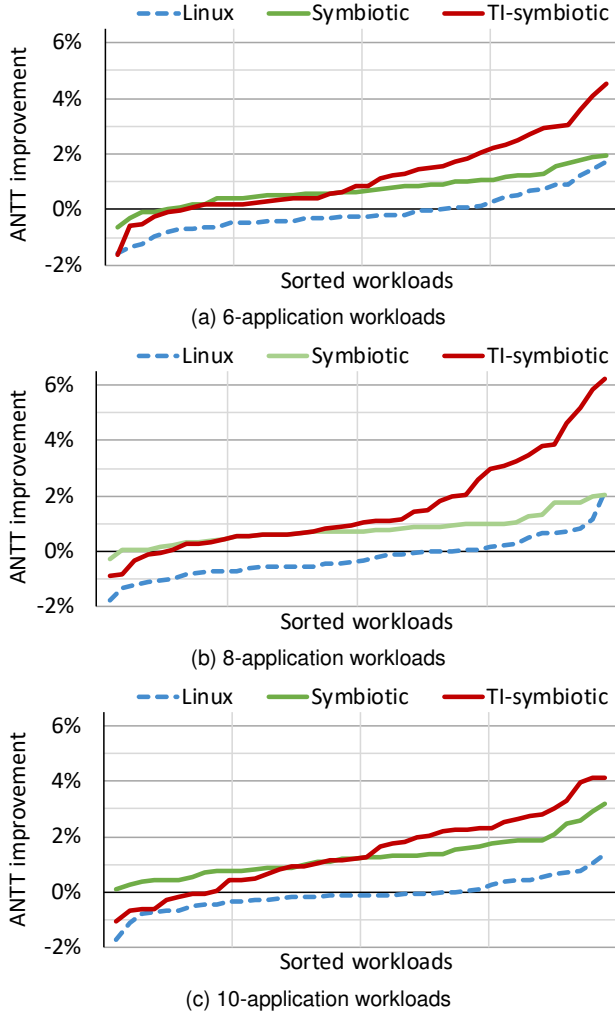 Linux Symbiotic TI-symbiotic
6%
4%
2%
0%
-2%
ANTT improvement
Sorted workloads
(a) 6-application workloads
Linux Symbiotic TI-symbiotic
6%
4%
2%
0%
-2%
ANTT improvement
Sorted workloads
(b) 8-application workloads
Linux Symbiotic TI-symbiotic
6%
4%
2%
0%
-2%
ANTT improvement
Sorted workloads
(c) 10-application workloads